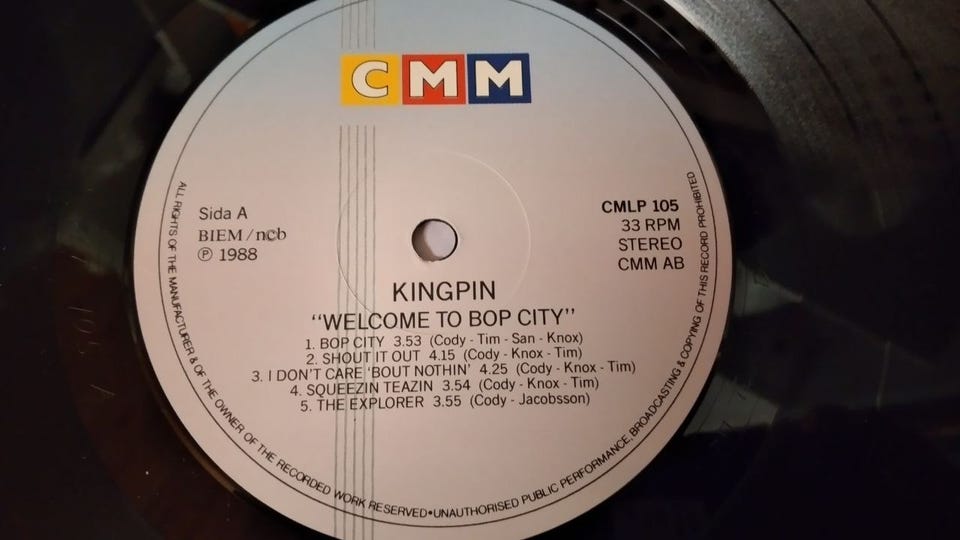 CMM
Sida A
BIEM/ncb
℗ 1988
CMLP 105
33 RPM
STEREO
CMM AB
KINGPIN
“WELCOME TO BOP CITY”
1. BOP CITY 3.53 (Cody - Tim - San - Knox)
2. SHOUT IT OUT 4.15 (Cody - Knox - Tim)
3. I DON'T CARE 'BOUT NOTHIN' 4.25 (Cody - Knox - Tim)
4. SQUEEZIN TEAZIN 3.54 (Cody - Knox - Tim)
5. THE EXPLORER 3.55 (Cody - Jacobsson)
ALL RIGHTS OF THE MANUFACTURER & OF THE OWNER OF THE RECORDED WORK RESERVED•UNAUTHORISED PUBLIC PERFORMANCE, BROADCASTING & COPYING OF THIS RECORD PROHIBITED